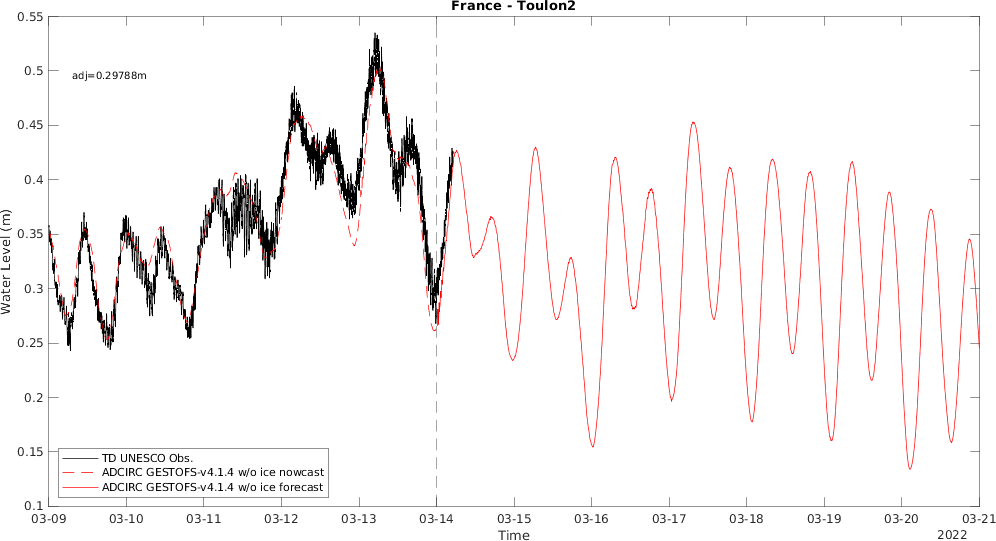 France - Toulon2
0.55
0.5
0.45
0.4
0.35
0.3
0.25
0.2
0.15
0.1
Water Level (m)
adj=0.29788m
TD UNESCO Obs.
ADCIRC GESTOFS-v4.1.4 w/o ice nowcast
ADCIRC GESTOFS-v4.1.4 w/o ice forecast
03-09 03-10 03-11 03-12 03-13 03-14 03-15 03-16 03-17 03-18 03-19 03-20 03-21
Time
2022